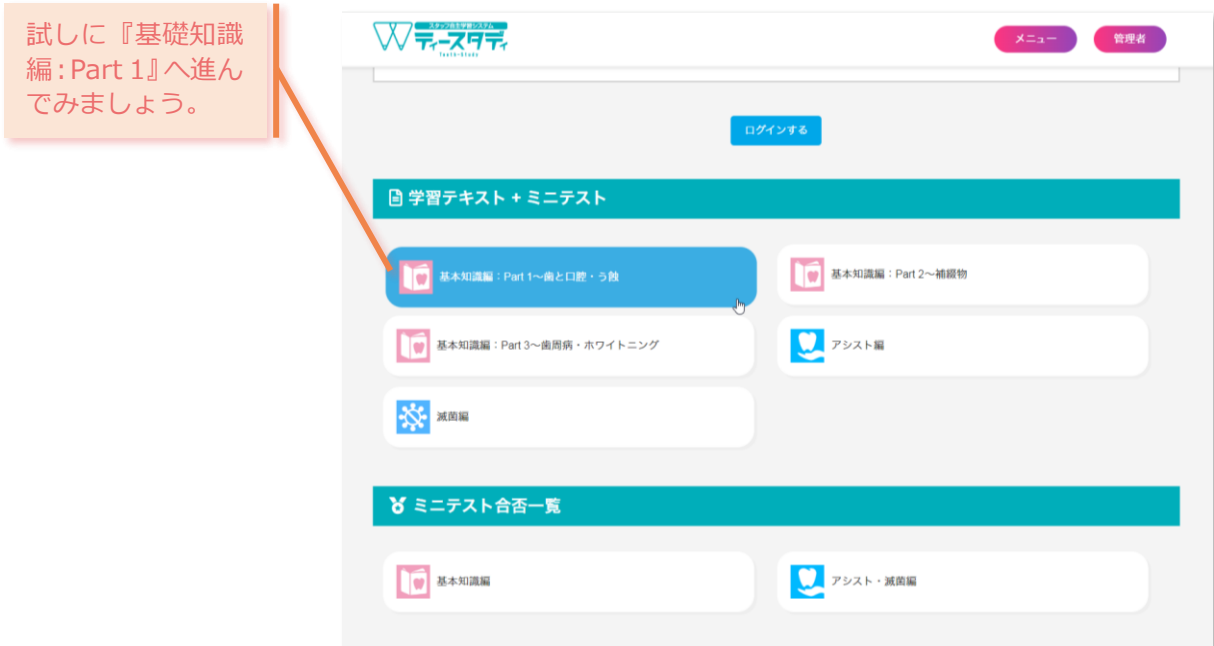 試しに『基礎知識
編：Part 1』へ進ん
でみましょう。
スタッフ自主学習システム
ティースタディ
Teeth-Study
メニュー
管理者
ログインする
学習テキスト + ミニテスト
基本知識編：Part 1～歯と口腔・う蝕
基本知識編：Part 2～補綴物
基本知識編：Part 3～歯周病・ホワイトニング
アシスト編
滅菌編
ミニテスト合否一覧
基本知識編
アシスト・滅菌編